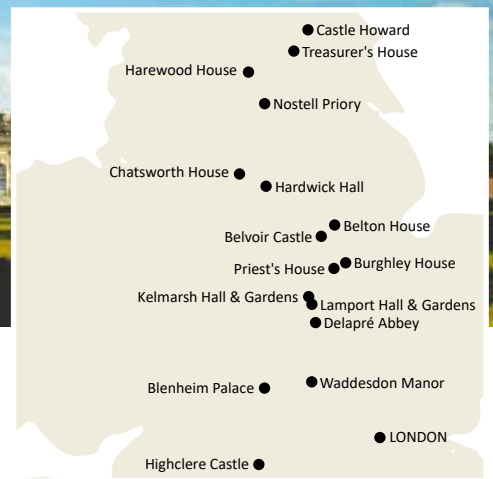 Castle Howard
Treasurer's House
Harewood House
Nostell Priory
Chatsworth House
Hardwick Hall
Belton House
Belvoir Castle
Burghley House
Priest's House
Kelmarsh Hall & Gardens
Lamport Hall & Gardens
Delapré Abbey
Waddesdon Manor
Blenheim Palace
LONDON
Highclere Castle